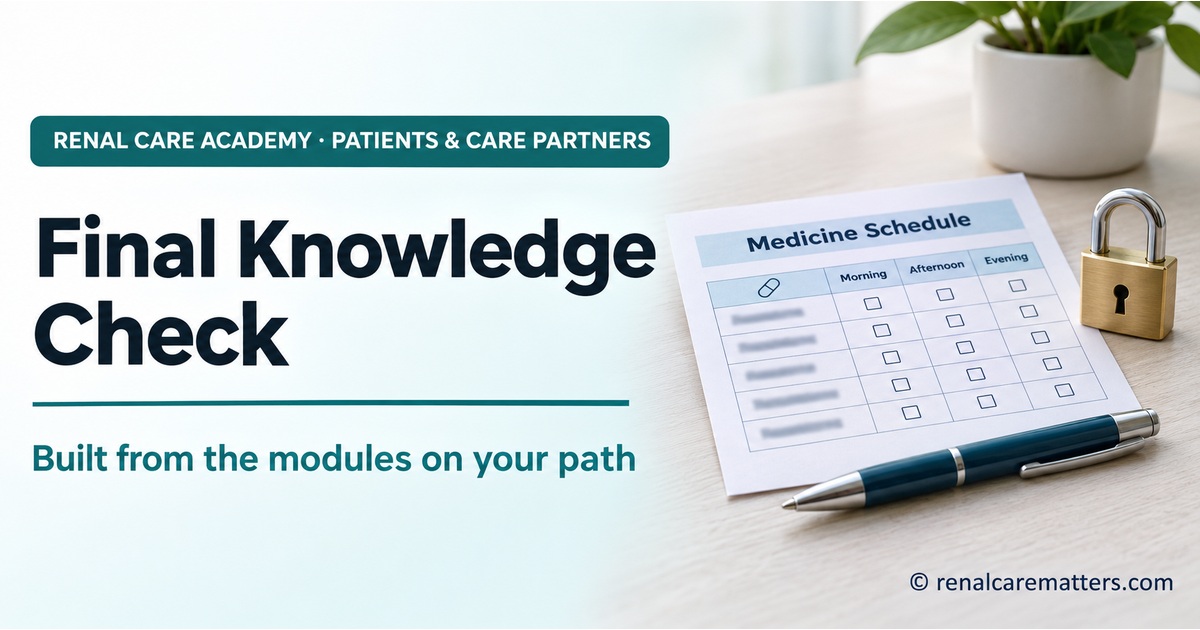 RENAL CARE ACADEMY · PATIENTS & CARE PARTNERS
Final Knowledge
Check
Built from the modules on your path
Medicine Schedule
Morning Afternoon Evening
© renalcarematters.com